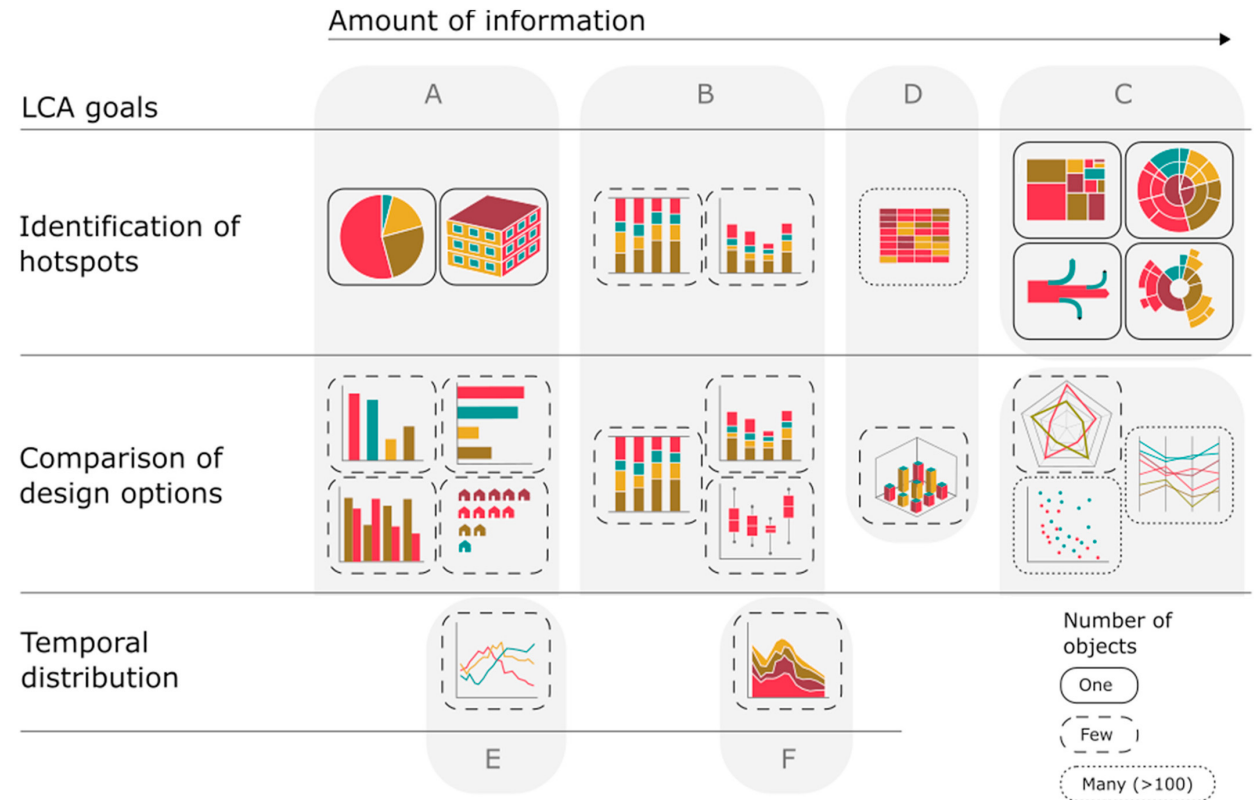 Amount of information
LCA goals
A
B
D
C
Identification of
hotspots
Comparison of
design options
Temporal
distribution
E
F
Number of
objects
One
Few
Many (>100)